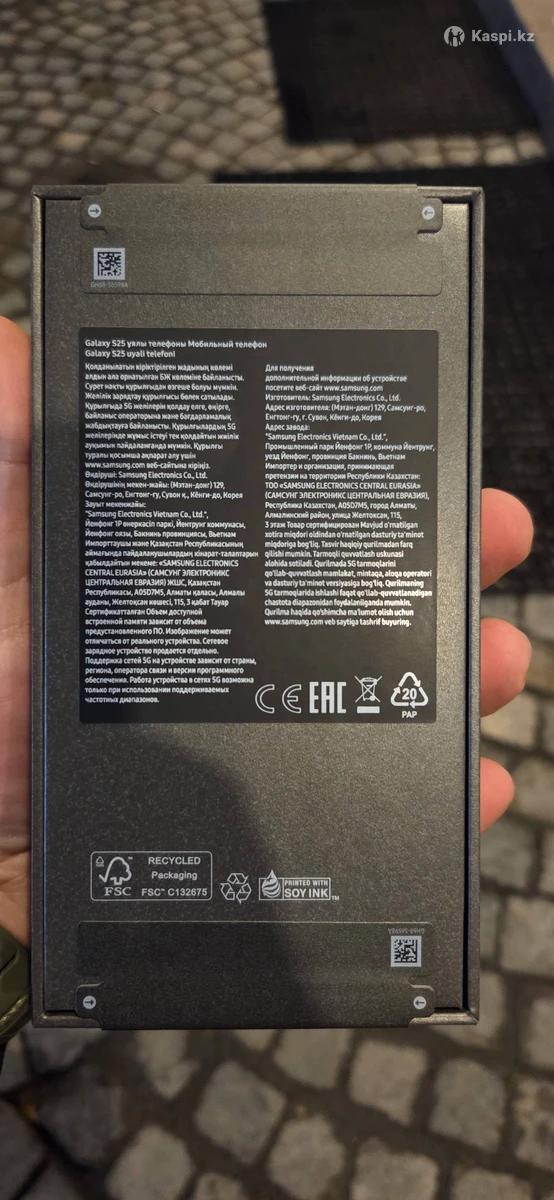 Kaspi.kz
GH68-56598A
Galaxy S25 ұялы телефоны Мобильный телефон
Galaxy S25 uyali telefoni
Қолданылатын кіріктірілген жадының көлемі
алдын ала орнатылған БЖ көлеміне байланысты.
Сурет нақты құрылғыдан өзгеше болуы мүмкін.
Желілік зарядтау құрылғысы бөлек сатылады.
Құрылғыда 5G желілерін қолдау елге, өңірге,
байланыс операторына және бағдарламалық
жабдықтауға байланысты. Құрылғылардың 5G
желілерінде жұмыс істеуі тек қолдайтын жиілік
ауқымын пайдаланғанда мүмкін. Құрылғы
туралы қосымша ақпарат алу үшін
www.samsung.com веб-сайтына кіріңіз.
Өндіруші: Samsung Electronics Co., Ltd.
Өндірушінің мекен-жайы: (Мэтан-донг) 129,
Самсунг-ро, Енгтонг-гу, г. Сувон к., Кёнги-до, Корея
Зауыт мекенжайы:
"Samsung Electronics Vietnam Co., Ltd.",
Йенфонг 1Р өнеркәсіп паркі, Йентрунг коммунасы,
Йенфонг оязы, Бакнинь провинциясы, Вьетнам
Импорттаушы және Қазақстан Республикасының
аймағында пайдаланушылардың кінарат-талаптарын
қабылдайтын мекеме: «SAMSUNG ELECTRONICS
CENTRAL EURASIA» (САМСУНГ ЭЛЕКТРОНИКС
ЦЕНТРАЛЬНАЯ ЕВРАЗИЯ) ЖШС, Қазақстан
Республикасы, A05D7M5, Алматы қаласы, Алмалы
ауданы, Желтоқсан көшесі, 115, 3 қабат Тауар
Сертификатталған Объем доступной
встроенной памяти зависит от объема
предустановленного ПО. Изображение может
отличаться от реального устройства. Сетевое
зарядное устройство продается отдельно.
Поддержка сетей 5G на устройстве зависит от страны,
региона, оператора связи и версии программного
обеспечения. Работа устройства в сетях 5G возможна
только при использовании поддерживаемых
частотных диапазонов.
Для получения
дополнительной информации об устройстве
посетите веб-сайт www.samsung.com
Изготовитель: Samsung Electronics Co., Ltd.
Адрес изготовителя: (Мэтан-донг) 129, Самсунг-ро,
Енгтонг-гу, г. Сувон, Кёнги-до, Корея
Адрес завода:
"Samsung Electronics Vietnam Co., Ltd.",
Промышленный парк Йенфонг 1Р, коммуна Йентрунг,
уезд Йенфонг, провинция Бакнинь, Вьетнам
Импортер и организация, принимающая
претензии на территории Республики Казахстан:
ТОО «SAMSUNG ELECTRONICS CENTRAL EURASIA»
(САМСУНГ ЭЛЕКТРОНИКС ЦЕНТРАЛЬНАЯ ЕВРАЗИЯ),
Республика Казахстан, A05D7M5, город Алматы,
Алмалинский район, улица Желтоксан, 115,
3 этаж Товар сертифицирован Mavjud o'rnatilgan
xotira miqdori oldindan o'rnatilgan dasturiy ta'minot
miqdoriga bog'liq. Tasvir haqiqiy qurilmadan farq
qilishi mumkin. Tarmoqli quvvatlash uskunasi
alohida sotiladi. Qurilmada 5G tarmoqlarini
qo'llab-quvvatlash mamlakat, mintaqa, aloqa operatori
va dasturiy ta'minot versiyasiga bog'liq. Qurilmaning
5G tarmoqlarida ishlashi faqat qo'llab-quvvatlanadigan
chastota diapazonidan foydalanilganda mumkin.
Qurilma haqida qo'shimcha ma'lumot olish uchun
www.samsung.com veb saytiga tashrif buyuring.
CE EAC 20
PAP
FSC
RECYCLED
Packaging
FSC™ C132675
PRINTED WITH
SOY INK™
GH68-56598A